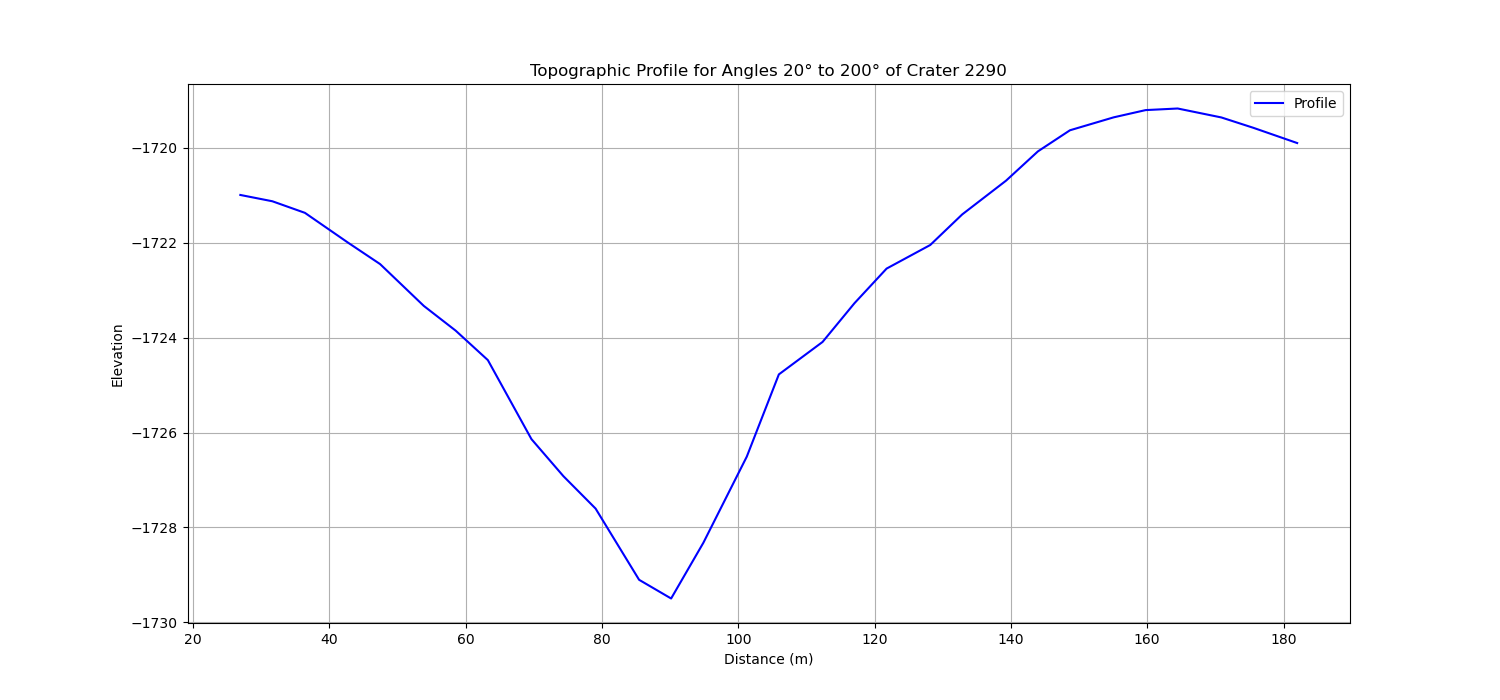 Topographic Profile for Angles 20° to 200° of Crater 2290
Profile
Elevation
−1720
−1722
−1724
−1726
−1728
−1730
20 40 60 80 100 120 140 160 180
Distance (m)